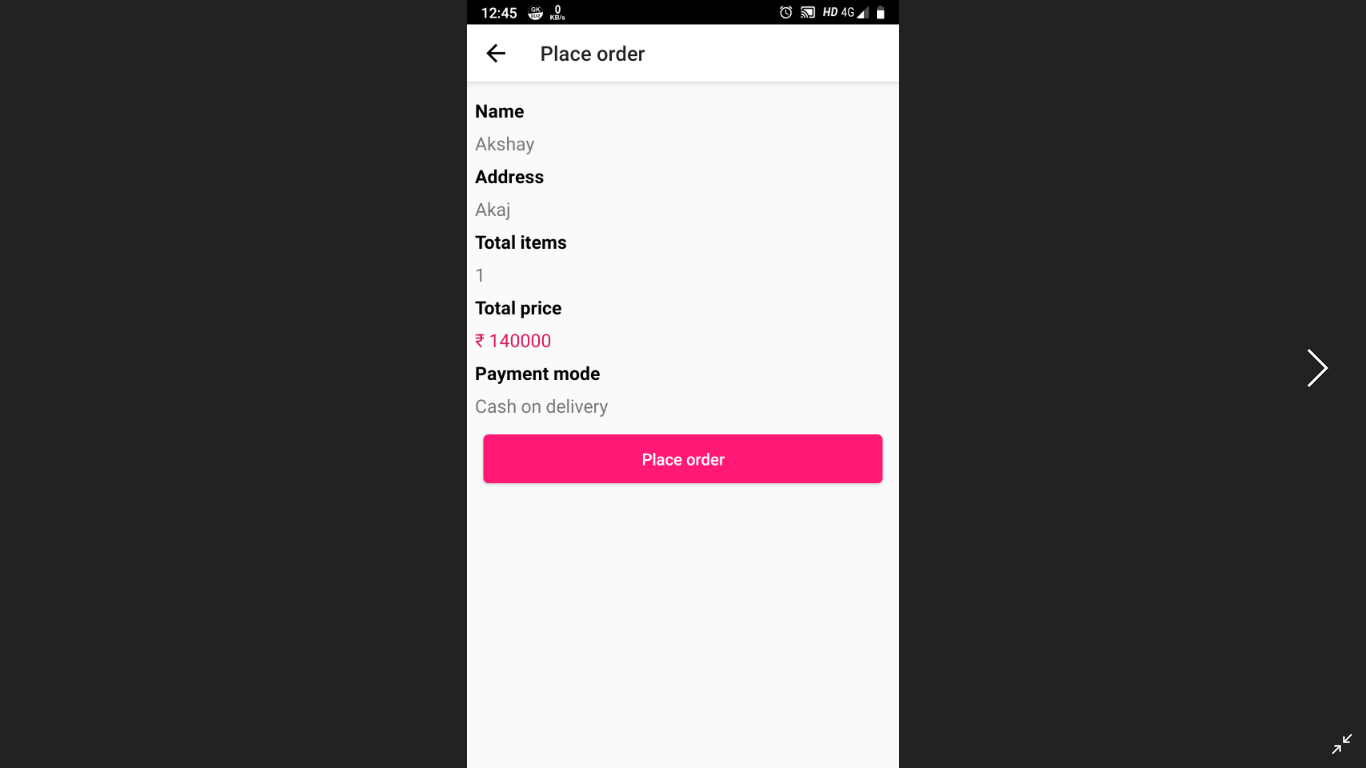 12:45 0 KB/s HD 4G
Place order
Name
Akshay
Address
Akaj
Total items
1
Total price
₹ 140000
Payment mode
Cash on delivery
Place order